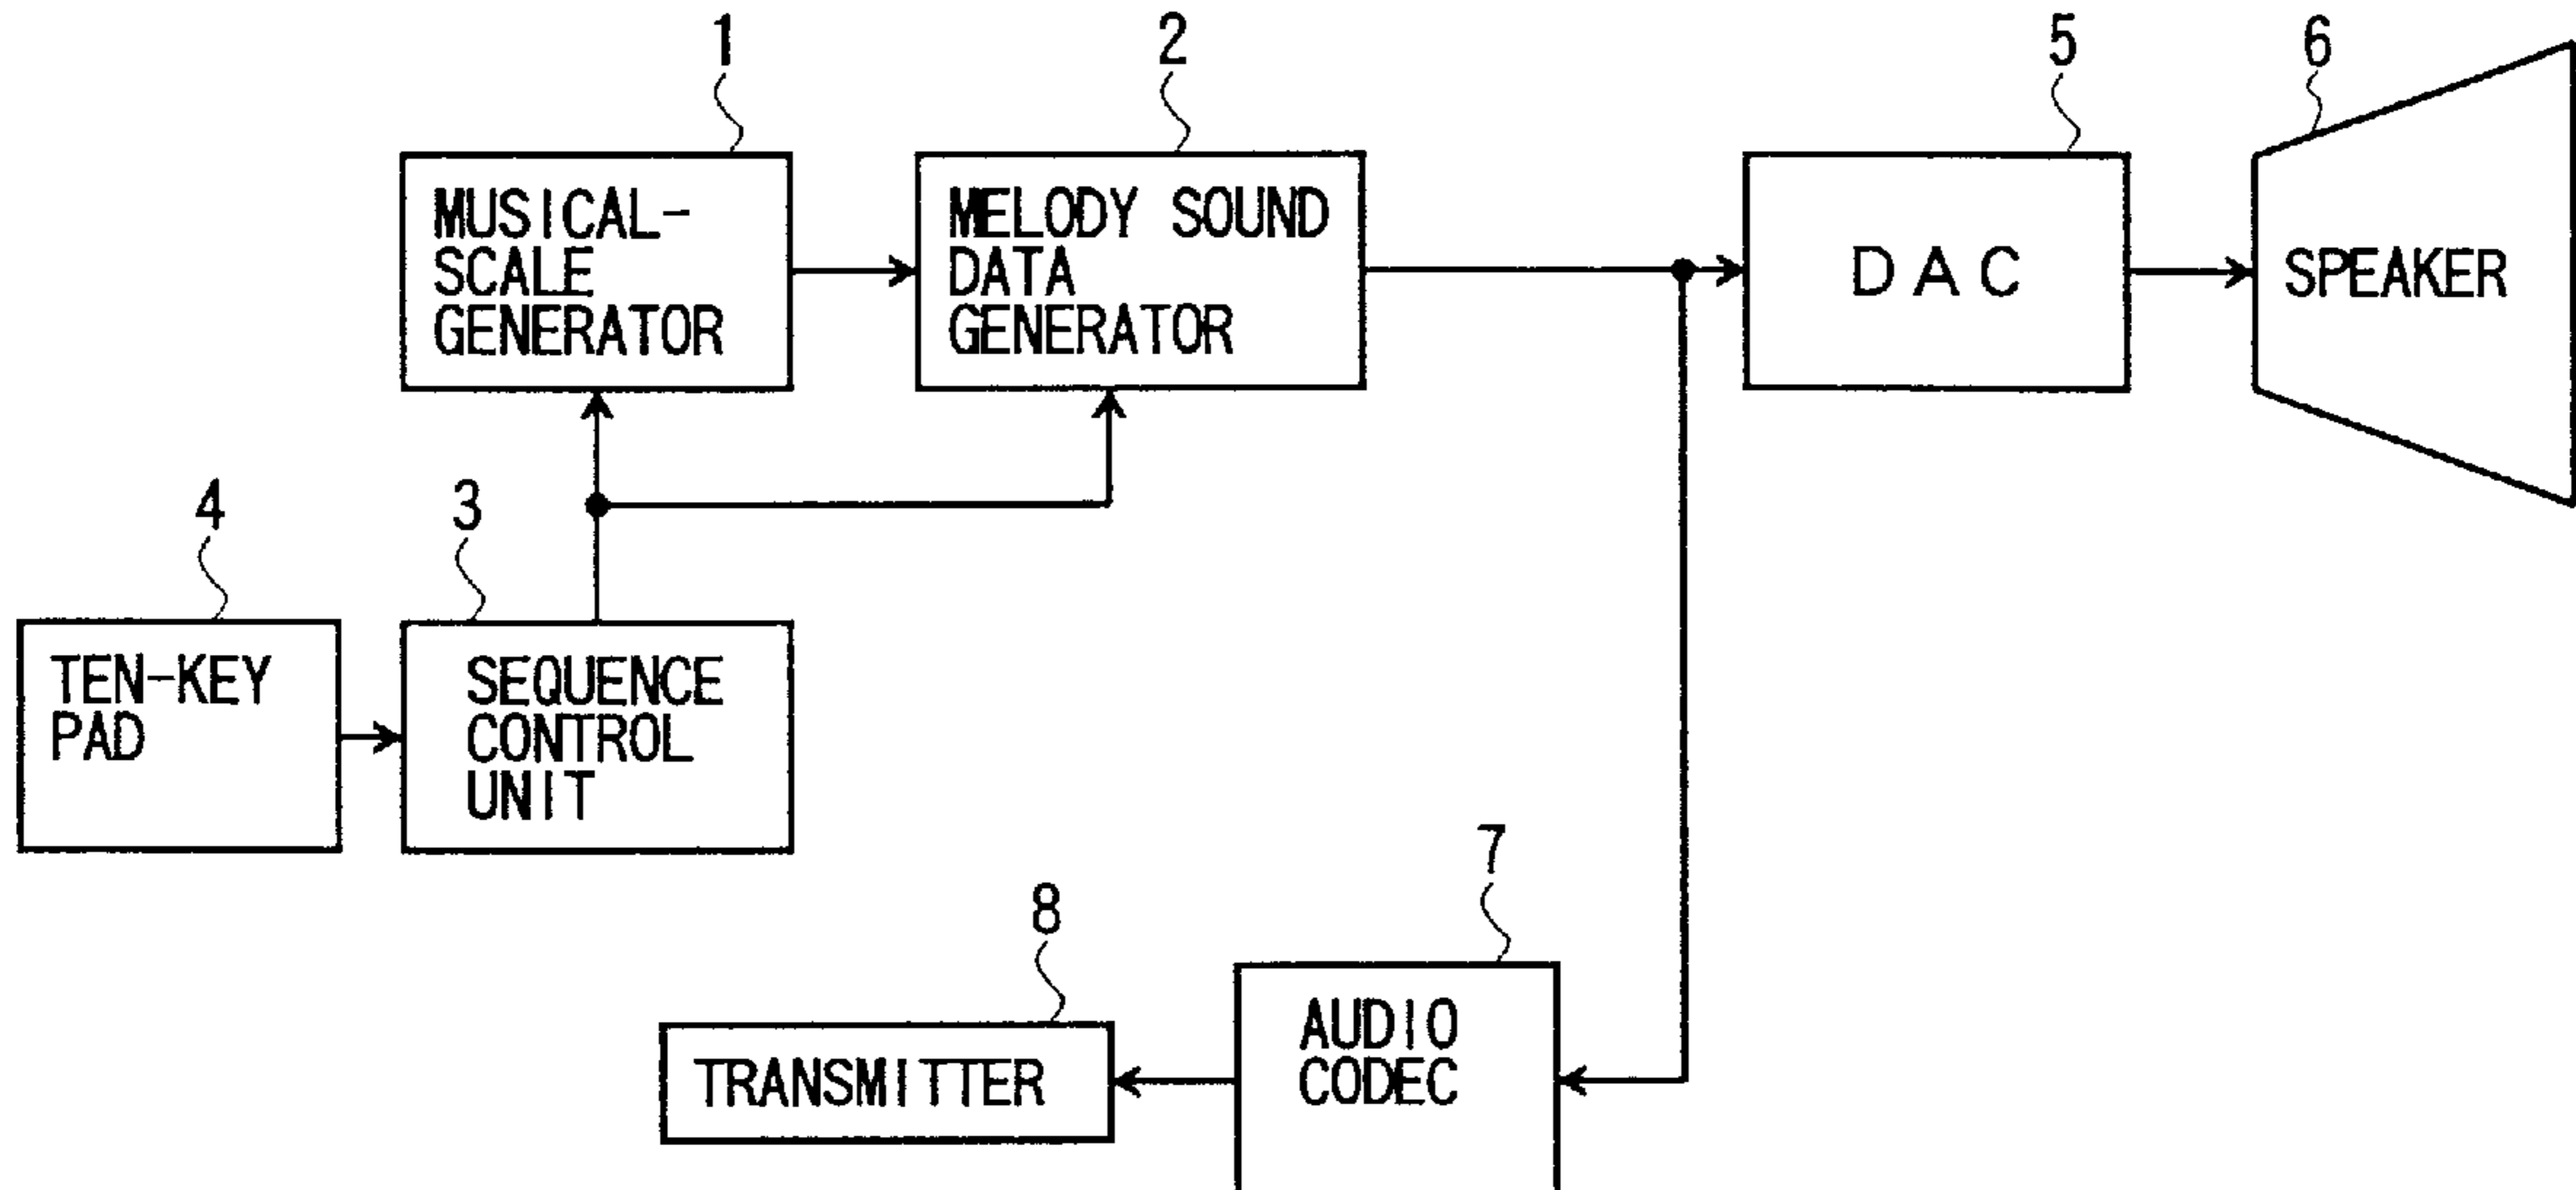 1
2
5
6
MUSICAL-
SCALE
GENERATOR
MELODY SOUND
DATA
GENERATOR
DAC
SPEAKER
4
3
TEN-KEY
PAD
SEQUENCE
CONTROL
UNIT
7
8
AUDIO
CODEC
TRANSMITTER